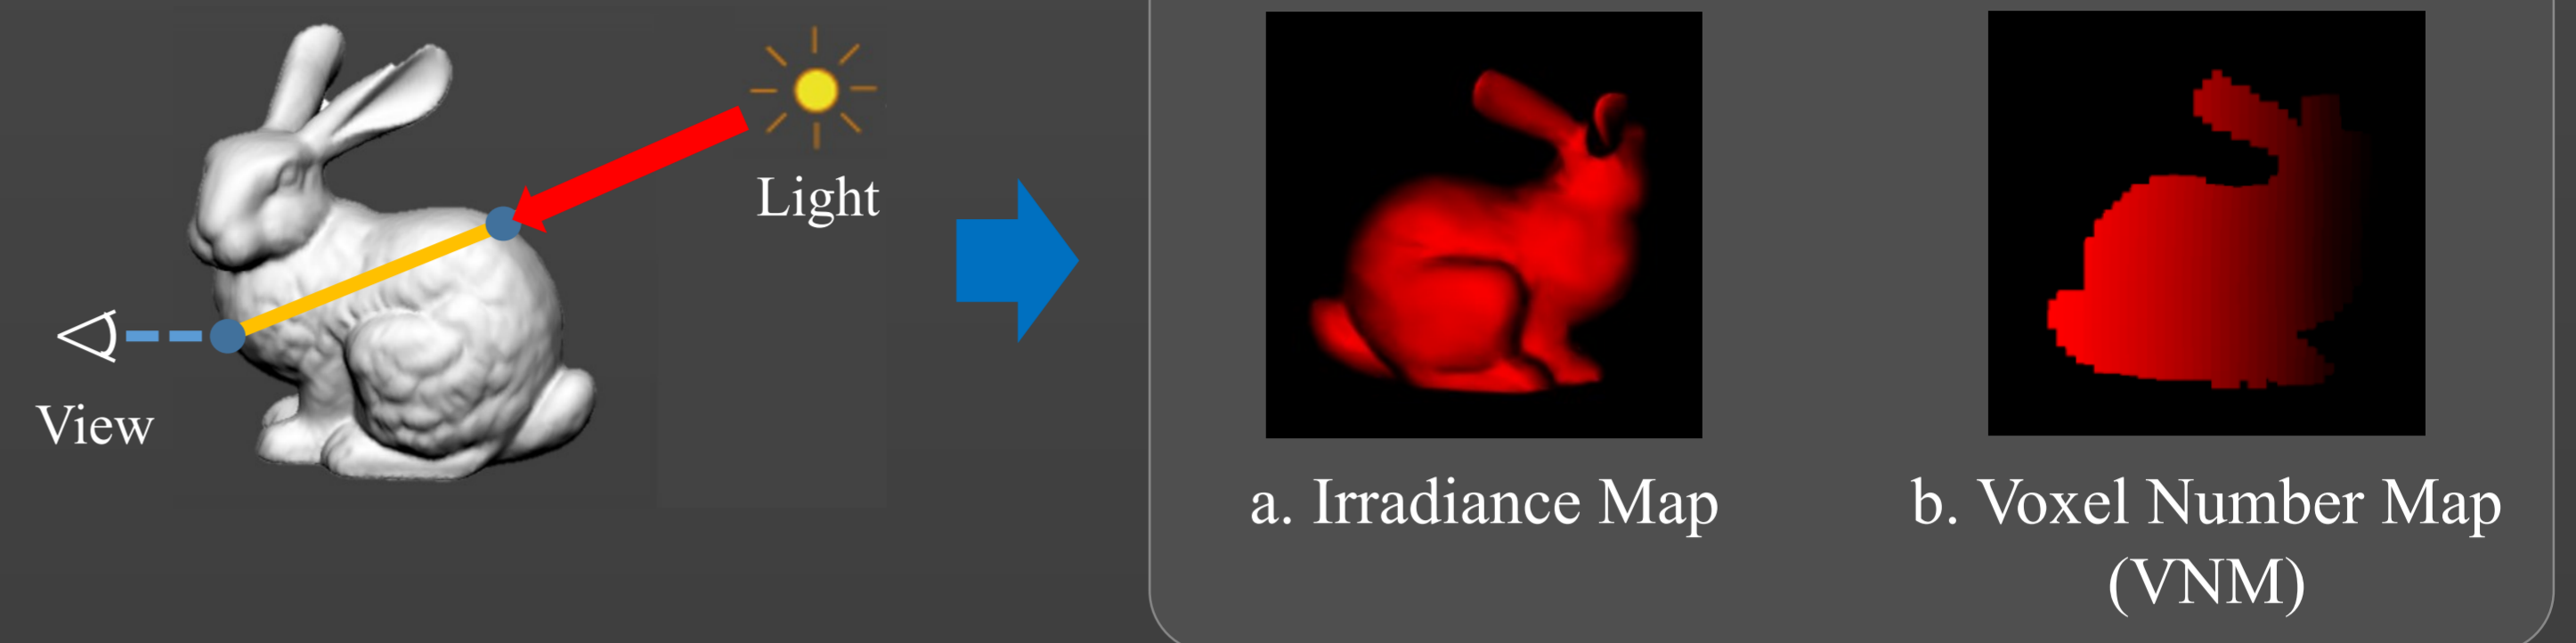 Light
View
a. Irradiance Map
b. Voxel Number Map
(VNM)